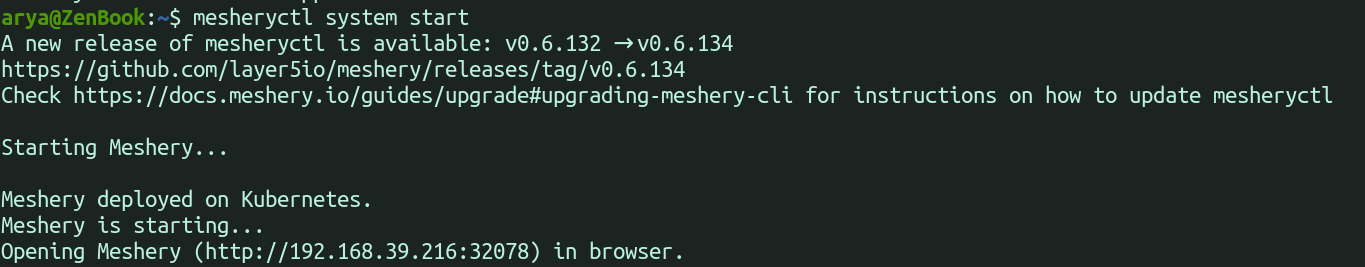 arya@ZenBook:~$ mesheryctl system start
A new release of mesheryctl is available: v0.6.132 → v0.6.134
https://github.com/layer5io/meshery/releases/tag/v0.6.134
Check https://docs.meshery.io/guides/upgrade#upgrading-meshery-cli for instructions on how to update mesheryctl
Starting Meshery...
Meshery deployed on Kubernetes.
Meshery is starting...
Opening Meshery (http://192.168.39.216:32078) in browser.